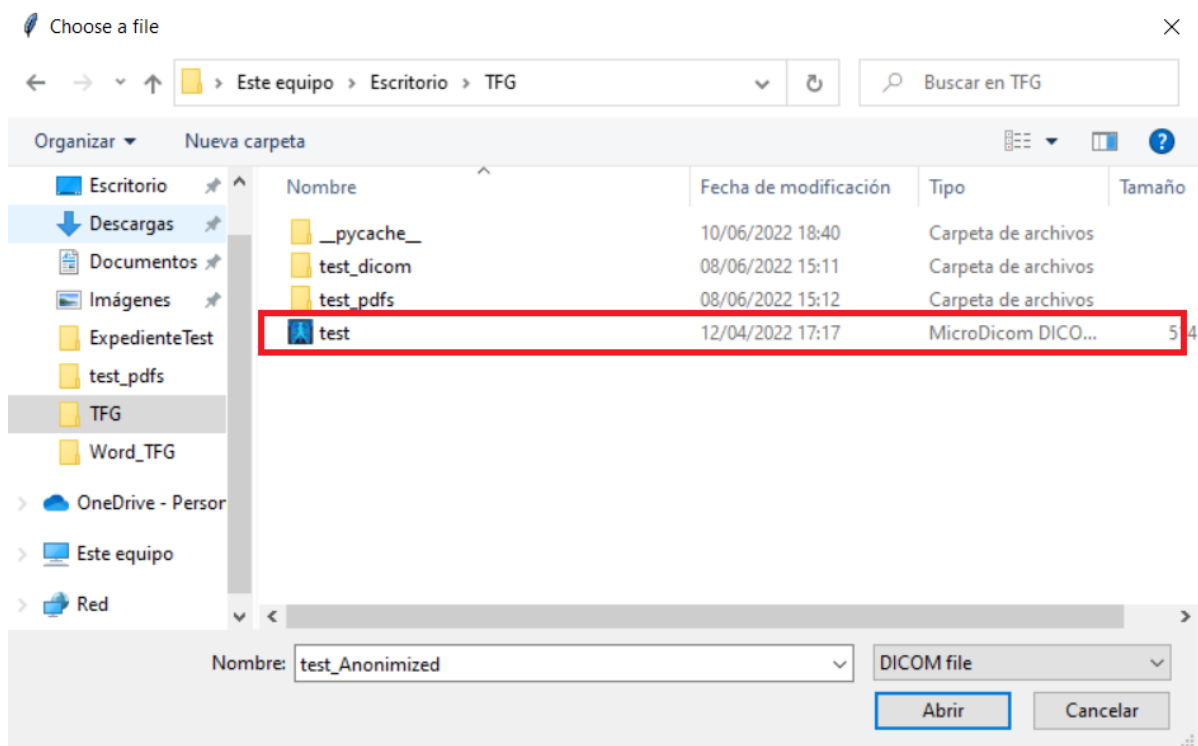 Choose a file
Este equipo > Escritorio > TFG
Buscar en TFG
Organizar Nueva carpeta
Escritorio
Descargas
Documentos
Imágenes
ExpedienteTest
test_pdfs
TFG
Word_TFG
OneDrive - Person
Este equipo
Red
Nombre Fecha de modificación Tipo Tamaño
__pycache__ 10/06/2022 18:40 Carpeta de archivos
test_dicom 08/06/2022 15:11 Carpeta de archivos
test_pdfs 08/06/2022 15:12 Carpeta de archivos
test 12/04/2022 17:17 MicroDicom DICO...
Nombre: test_Anonimized DICOM file
Abrir Cancelar